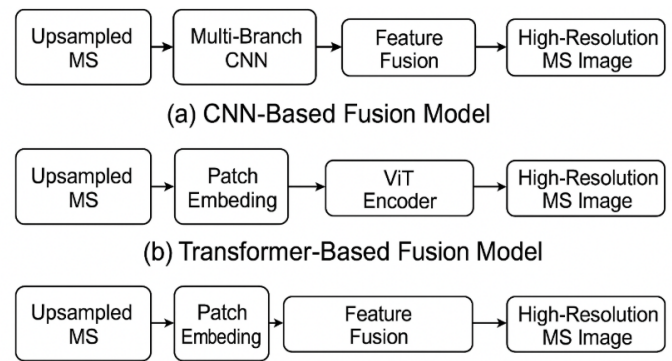 Upsampled
MS
Multi-Branch
CNN
Feature
Fusion
High-Resolution
MS Image
(a) CNN-Based Fusion Model
Upsampled
MS
Patch
Embeding
ViT
Encoder
High-Resolution
MS Image
(b) Transformer-Based Fusion Model
Upsampled
MS
Patch
Embeding
Feature
Fusion
High-Resolution
MS Image